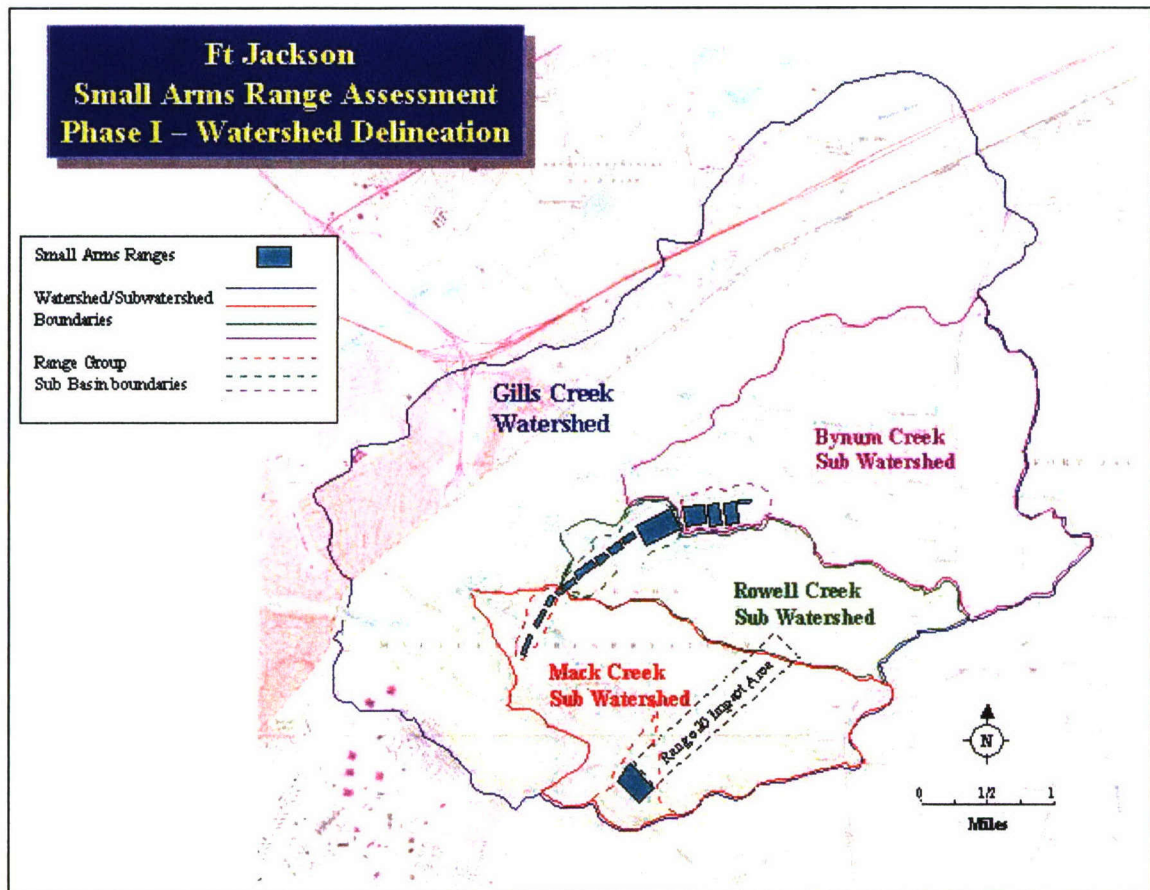 Ft Jackson
Small Arms Range Assessment
Phase I – Watershed Delineation
Small Arms Ranges
Watershed/Subwatershed
Boundaries
Range Group
Sub Basin boundaries
Gills Creek
Watershed
Bynum Creek
Sub Watershed
Rowell Creek
Sub Watershed
Mack Creek
Sub Watershed
Impact Area
N
0 1/2 1
Miles